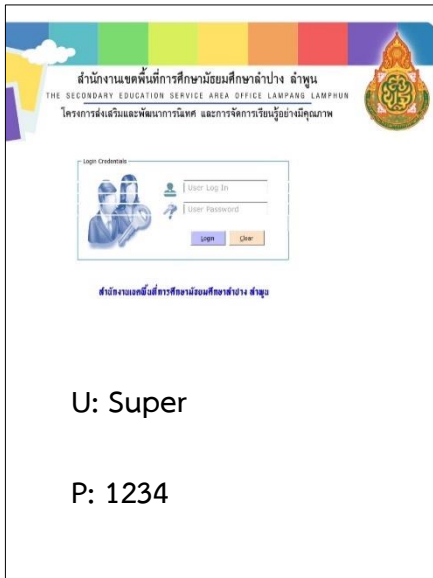 สำนักงานเขตพื้นที่การศึกษามัธยมศึกษาลำปาง ลำพูน
THE SECONDARY EDUCATION SERVICE AREA OFFICE LAMPANG LAMPHUN
โครงการส่งเสริมและพัฒนาการนิเทศ และการจัดการเรียนรู้อย่างมีคุณภาพ
Login Credentials
User Log In
User Password
Login Clear
สำนักงานเขตพื้นที่การศึกษามัธยมศึกษาลำปาง ลำพูน
U: Super
P: 1234